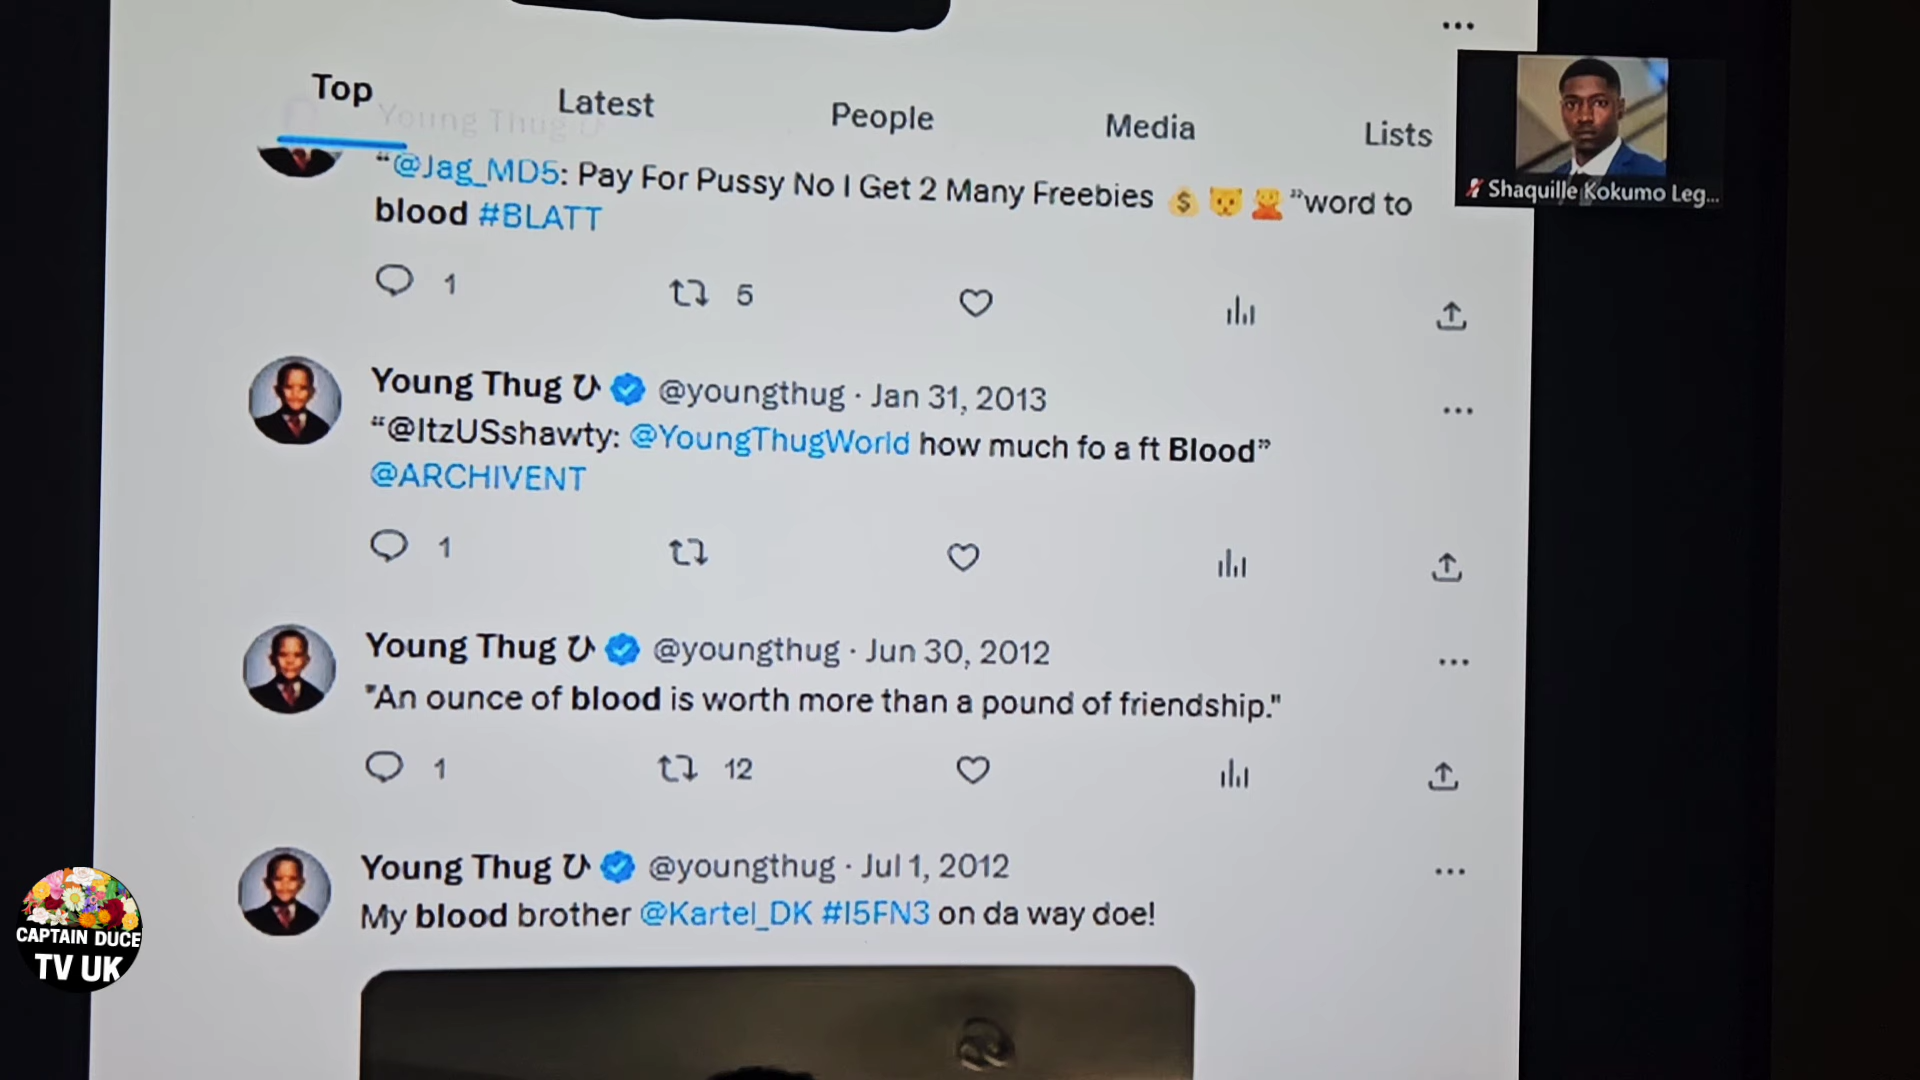 Top
Latest
People
Media
Lists
Young Thug ひ
“@Jag_MD5: Pay For Pussy No I Get 2 Many Freebies 💰😺🙎”word to
blood #BLATT
1
5
Shaquille Kokumo Leg...
Young Thug ひ @youngthug · Jan 31, 2013
“@ItzUSshawty: @YoungThugWorld how much fo a ft Blood”
@ARCHIVENT
1
Young Thug ひ @youngthug · Jun 30, 2012
"An ounce of blood is worth more than a pound of friendship."
1
12
Young Thug ひ @youngthug · Jul 1, 2012
My blood brother @Kartel_DK #I5FN3 on da way doe!
CAPTAIN DUCE
TV UK